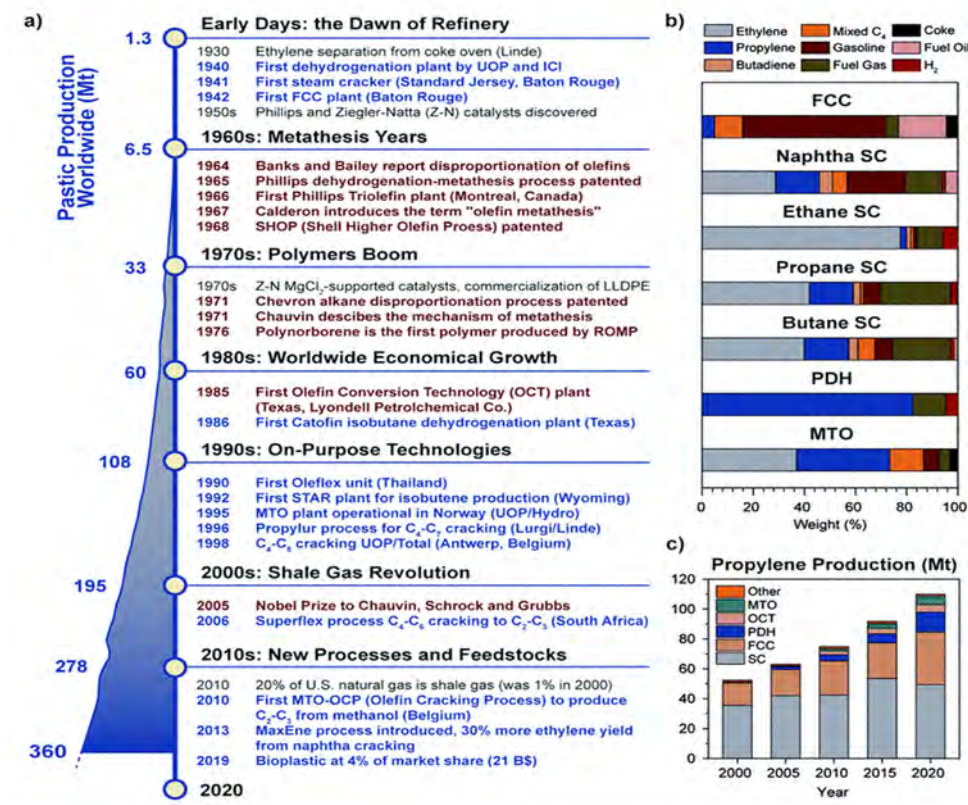 a)
Pastic Production
Worldwide (Mt)
Early Days: the Dawn of Refinery
1.3
1930 Ethylene separation from coke oven (Linde)
1940 First dehydrogenation plant by UOP and ICI
1941 First steam cracker (Standard Jersey, Baton Rouge)
1942 First FCC plant (Baton Rouge)
1950s Phillips and Ziegler-Natta (Z-N) catalysts discovered
1960s: Metathesis Years
6.5
1964 Banks and Bailey report disproportionation of olefins
1965 Phillips dehydrogenation-metathesis process patented
1966 First Phillips Triolefin plant (Montreal, Canada)
1967 Calderon introduces the term "olefin metathesis"
1968 SHOP (Shell Higher Olefin Proess) patented
1970s: Polymers Boom
33
1970s Z-N MgCl₂-supported catalysts, commercialization of LLDPE
1971 Chevron alkane disproportionation process patented
1971 Chauvin descibes the mechanism of metathesis
1976 Polynorborene is the first polymer produced by ROMP
1980s: Worldwide Economical Growth
60
1985 First Olefin Conversion Technology (OCT) plant
(Texas, Lyondell Petrolchemical Co.)
1986 First Catofin isobutane dehydrogenation plant (Texas)
1990s: On-Purpose Technologies
108
1990 First Oleflex unit (Thailand)
1992 First STAR plant for isobutene production (Wyoming)
1995 MTO plant operational in Norway (UOP/Hydro)
1996 Propylur process for C₄-C₇ cracking (Lurgi/Linde)
1998 C₄-C₈ cracking UOP/Total (Antwerp, Belgium)
2000s: Shale Gas Revolution
195
2005 Nobel Prize to Chauvin, Schrock and Grubbs
2006 Superflex process C₄-C₆ cracking to C₂-C₃ (South Africa)
2010s: New Processes and Feedstocks
278
2010 20% of U.S. natural gas is shale gas (was 1% in 2000)
2010 First MTO-OCP (Olefin Cracking Process) to produce
C₂-C₃ from methanol (Belgium)
2013 MaxEne process introduced, 30% more ethylene yield
from naphtha cracking
2019 Bioplastic at 4% of market share (21 B$)
360
2020
b)
Ethylene Mixed C₄ Coke
Propylene Gasoline Fuel Oil
Butadiene Fuel Gas H₂
FCC
Naphtha SC
Ethane SC
Propane SC
Butane SC
PDH
MTO
0 20 40 60 80 100
Weight (%)
c)
Propylene Production (Mt)
120
100
80
60
40
20
0
Other
MTO
OCT
PDH
FCC
SC
2000 2005 2010 2015 2020
Year